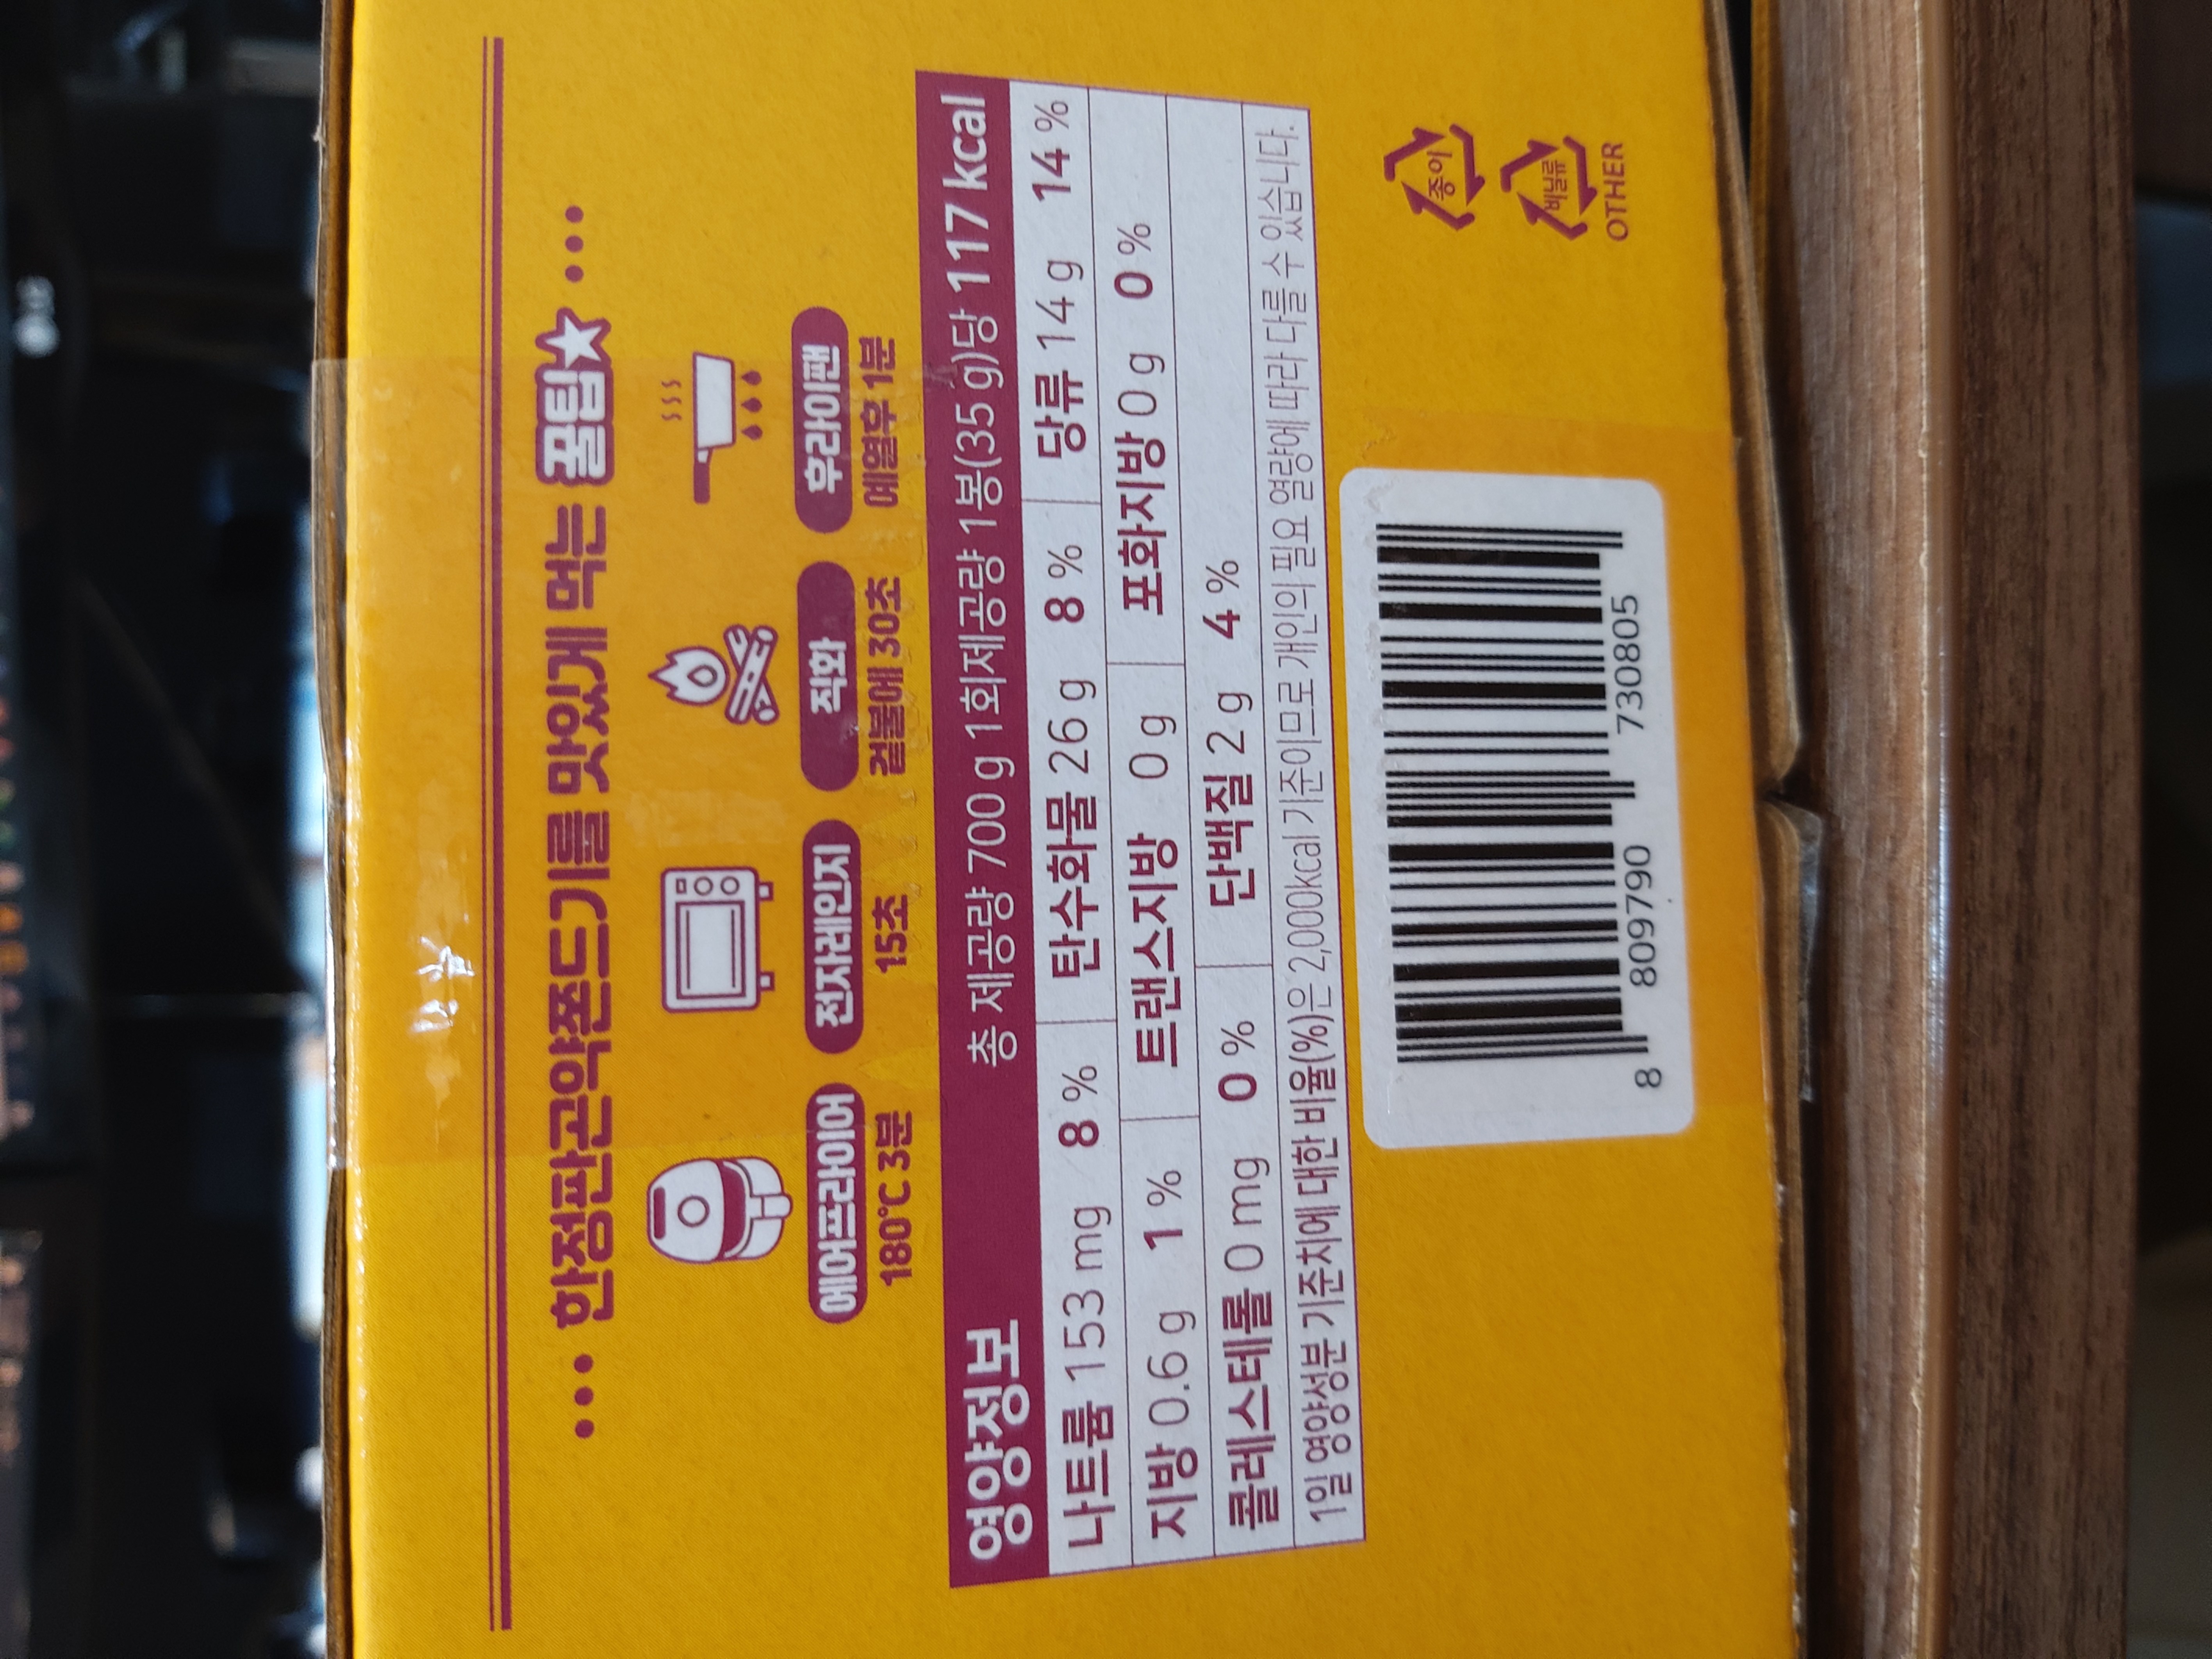 한정판곤약쫀드기를 맛있게 먹는 꿀팁
에어프라이어 전자레인지 직화 후라이팬
180℃ 3분 15초 겉불에 30초 예열후 1분
영양정보 총 제공량 700 g 1회제공량 1봉(35 g)당 117 kcal
나트륨 153 mg 8 % 탄수화물 26 g 8 % 당류 14 g 14 %
지방 0.6 g 1 % 트랜스지방 0 g 포화지방 0 g 0 %
콜레스테롤 0 mg 0 % 단백질 2 g 4 %
1일 영양성분 기준치에 대한 비율(%)은 2,000kcal 기준이므로 개인의 필요 열량에 따라 다를 수 있습니다.
8 809790 730805
종이
비닐류
OTHER